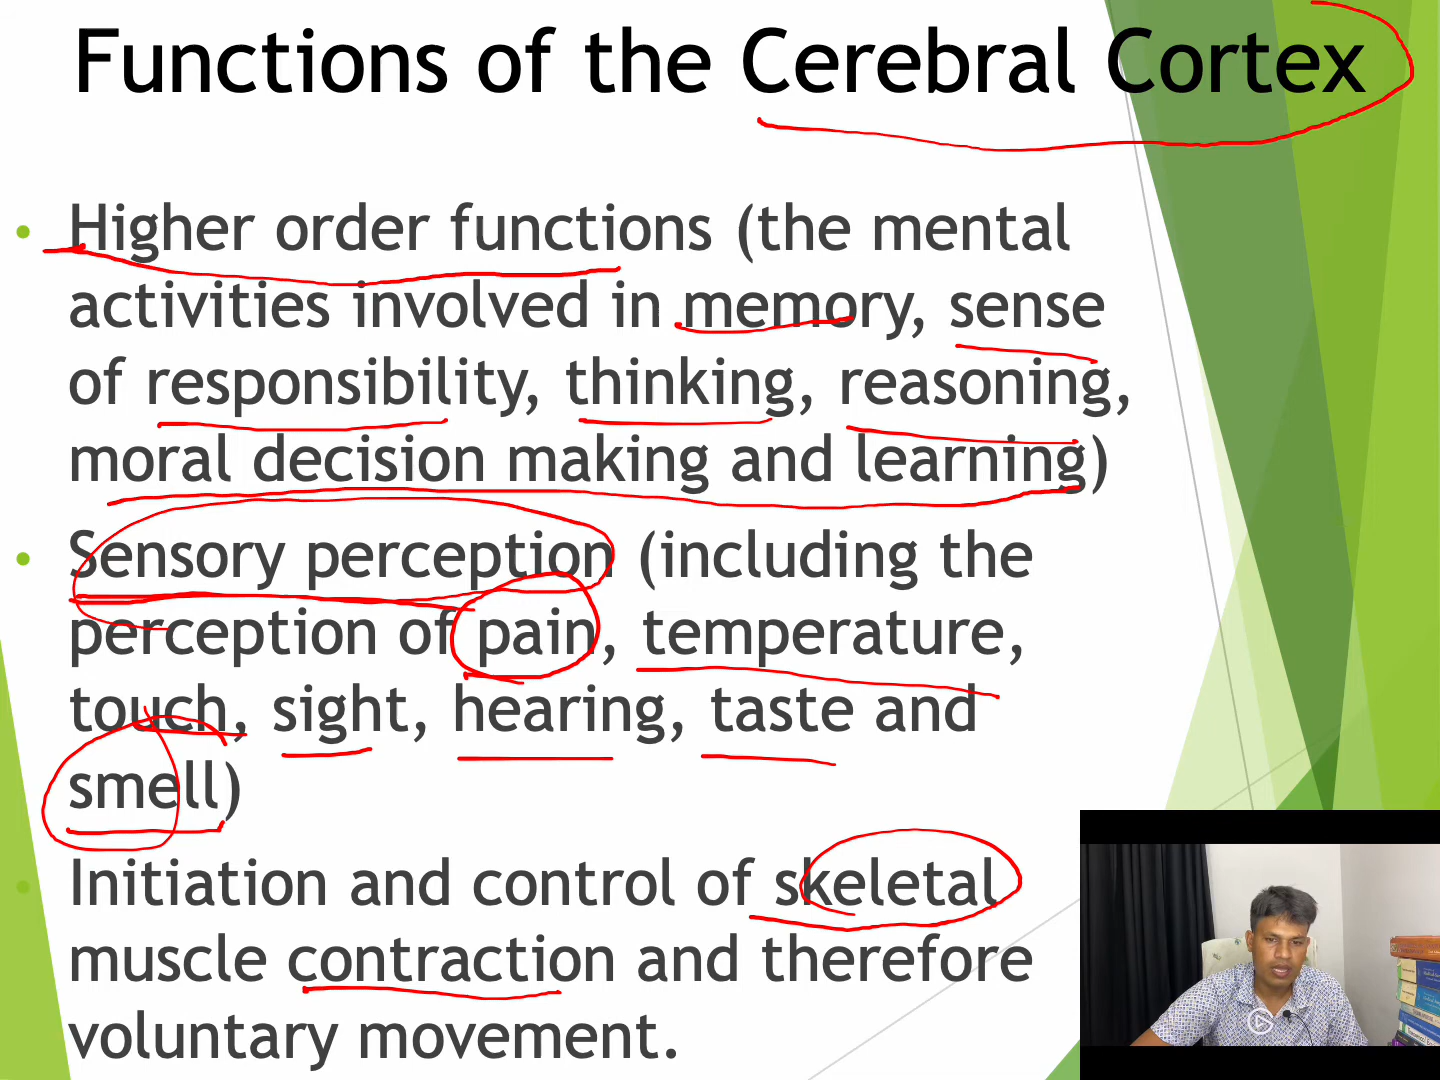 Functions of the Cerebral Cortex
• Higher order functions (the mental
activities involved in memory, sense
of responsibility, thinking, reasoning,
moral decision making and learning)
• Sensory perception (including the
perception of pain, temperature,
touch, sight, hearing, taste and
smell)
• Initiation and control of skeletal
muscle contraction and therefore
voluntary movement.